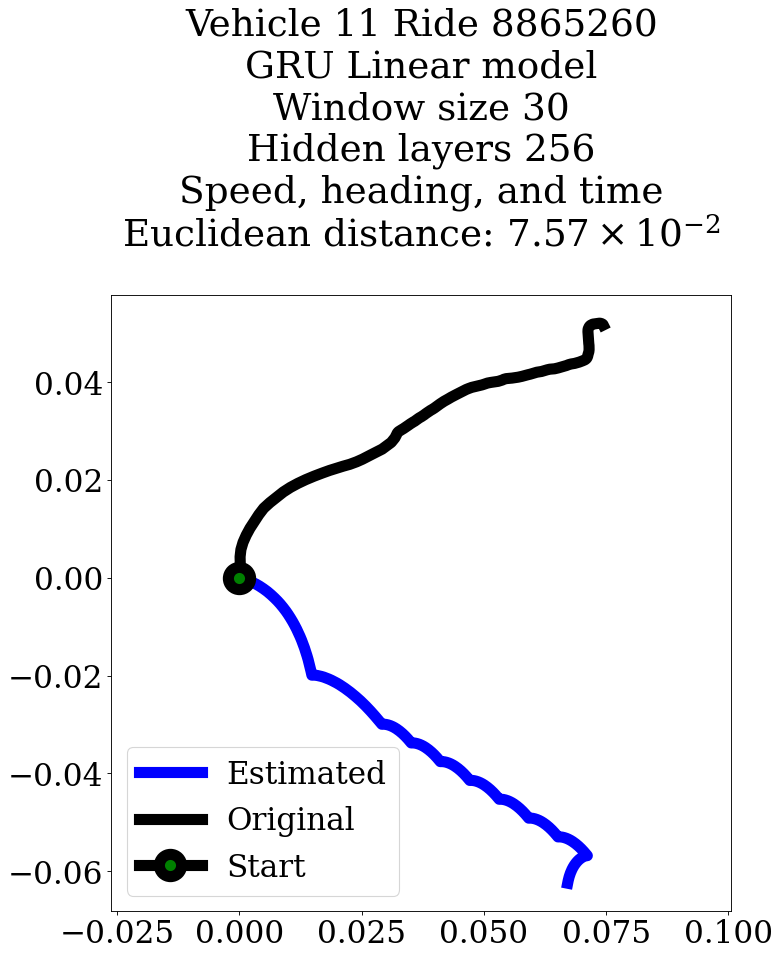 Vehicle 11 Ride 8865260
GRU Linear model
Window size 30
Hidden layers 256
Speed, heading, and time
Euclidean distance: 7.57 × 10⁻²
0.04
0.02
0.00
−0.02
−0.04
−0.06
Estimated
Original
Start
−0.025 0.000 0.025 0.050 0.075 0.100